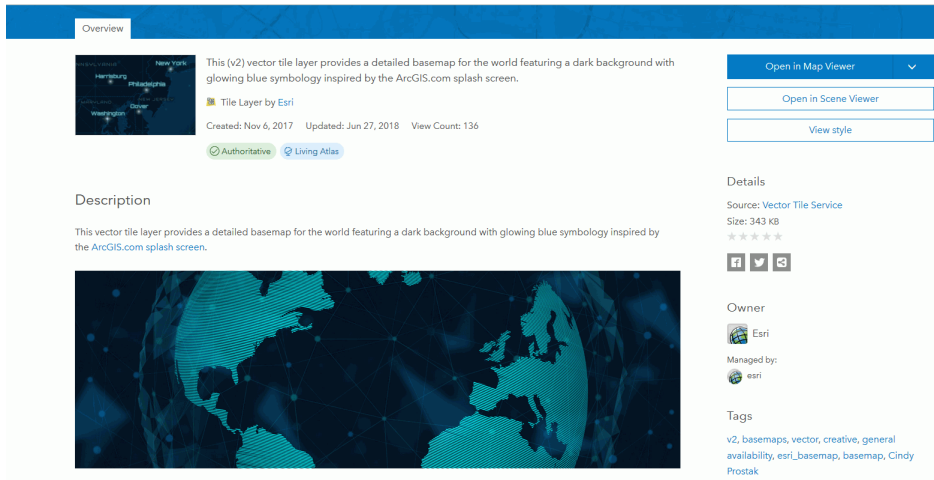 Overview
New York
Harrisburg
Philadelphia
Dover
Washington
This (v2) vector tile layer provides a detailed basemap for the world featuring a dark background with
glowing blue symbology inspired by the ArcGIS.com splash screen.
Tile Layer by Esri
Created: Nov 6, 2017 Updated: Jun 27, 2018 View Count: 136
Authoritative Living Atlas
Description
This vector tile layer provides a detailed basemap for the world featuring a dark background with glowing blue symbology inspired by
the ArcGIS.com splash screen.
Open in Map Viewer
Open in Scene Viewer
View style
Details
Source: Vector Tile Service
Size: 343 KB
Owner
Esri
Managed by:
esri
Tags
v2, basemaps, vector, creative, general
availability, esri_basemap, basemap, Cindy
Prostak